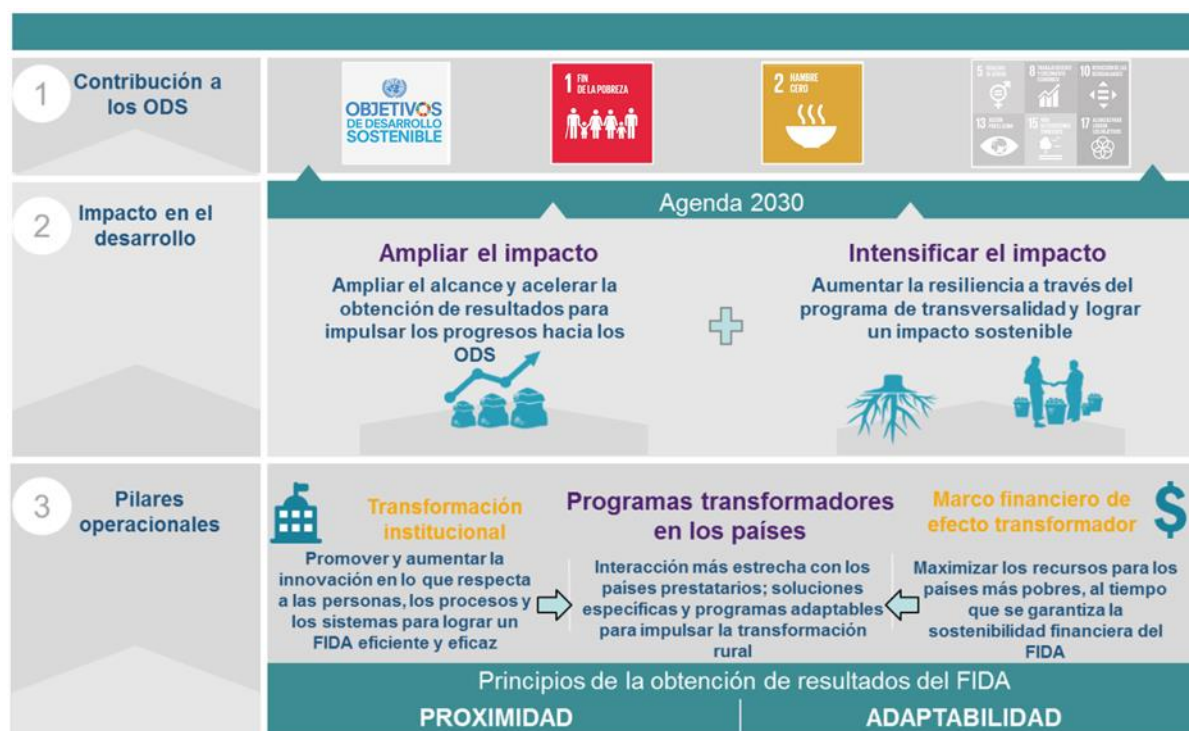 1
Contribución a
los ODS
OBJETIVOS
DE DESARROLLO
SOSTENIBLE
1 FIN
DE LA POBREZA
2 HAMBRE
CERO
5
8
10
13
15
17
Agenda 2030
2
Impacto en el
desarrollo
Ampliar el impacto
Ampliar el alcance y acelerar la
obtención de resultados para
impulsar los progresos hacia los
ODS
Intensificar el impacto
Aumentar la resiliencia a través del
programa de transversalidad y lograr
un impacto sostenible
3
Pilares
operacionales
Transformación
institucional
Promover y aumentar la
innovación en lo que respecta
a las personas, los procesos y
los sistemas para lograr un
FIDA eficiente y eficaz
Programas transformadores
en los países
Interacción más estrecha con los
países prestatarios; soluciones
específicas y programas adaptables
para impulsar la transformación
rural
Marco financiero de
efecto transformador
$
Maximizar los recursos para los
países más pobres, al tiempo
que se garantiza la
sostenibilidad financiera del
FIDA
Principios de la obtención de resultados del FIDA
PROXIMIDAD
ADAPTABILIDAD